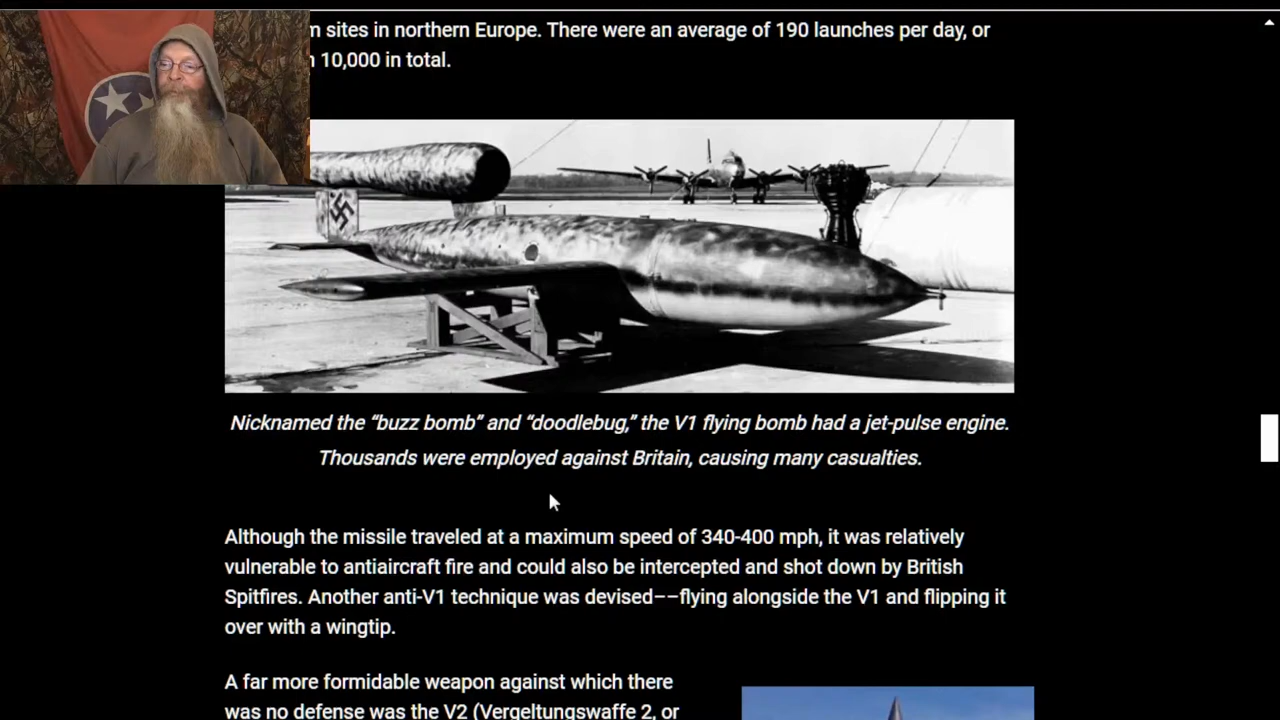 sites in northern Europe. There were an average of 190 launches per day, or
10,000 in total.
Nicknamed the “buzz bomb” and “doodlebug,” the V1 flying bomb had a jet-pulse engine.
Thousands were employed against Britain, causing many casualties.
Although the missile traveled at a maximum speed of 340-400 mph, it was relatively
vulnerable to antiaircraft fire and could also be intercepted and shot down by British
Spitfires. Another anti-V1 technique was devised––flying alongside the V1 and flipping it
over with a wingtip.
A far more formidable weapon against which there
was no defense was the V2 (Vergeltungswaffe 2, or